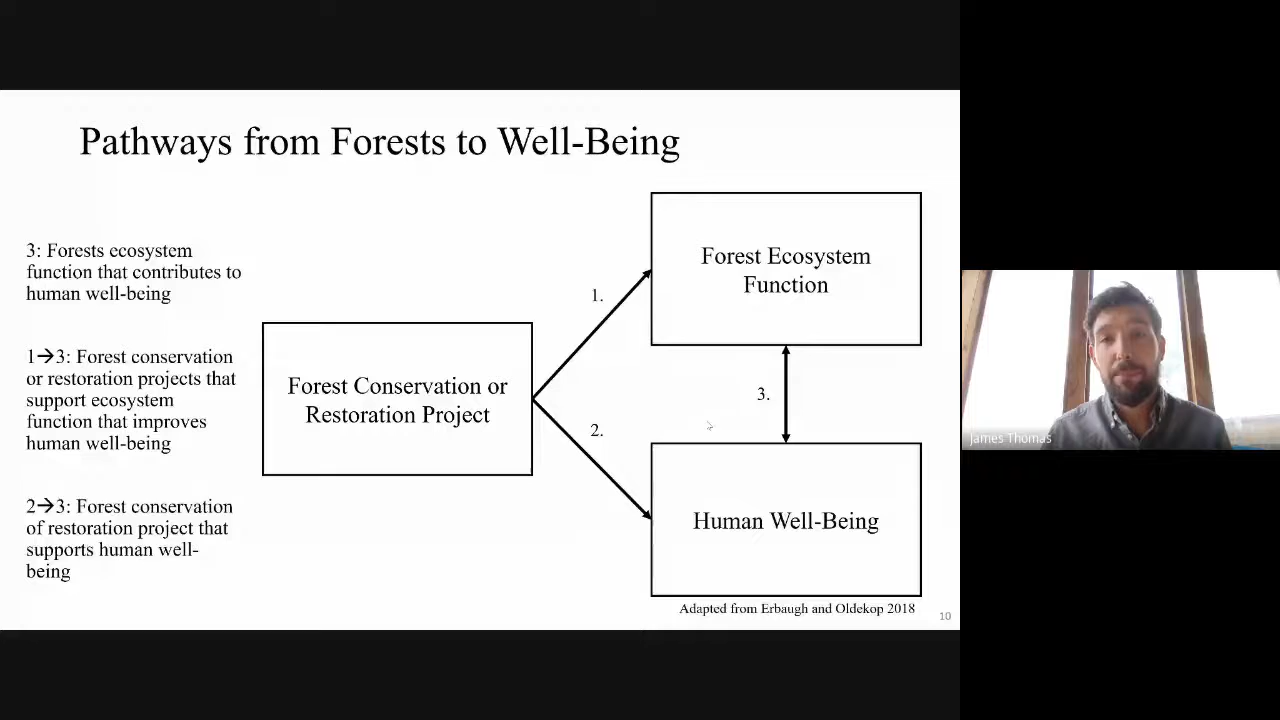 Pathways from Forests to Well-Being
3: Forests ecosystem
function that contributes to
human well-being
1→3: Forest conservation
or restoration projects that
support ecosystem
function that improves
human well-being
2→3: Forest conservation
of restoration project that
supports human well-
being
Forest Conservation or
Restoration Project
1.
2.
Forest Ecosystem
Function
3.
Human Well-Being
Adapted from Erbaugh and Oldekop 2018
10
James Thomas